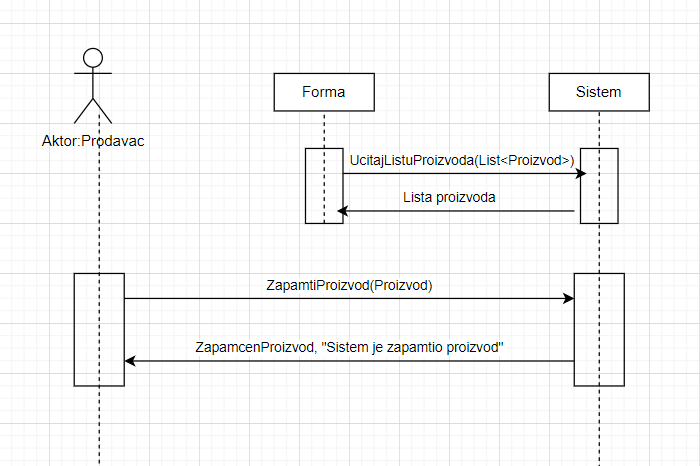 Forma
Sistem
Aktor:Prodavac
UcitajListuProizvoda(List<Proizvod>)
Lista proizvoda
ZapamtiProizvod(Proizvod)
ZapamcenProizvod, "Sistem je zapamtio proizvod"